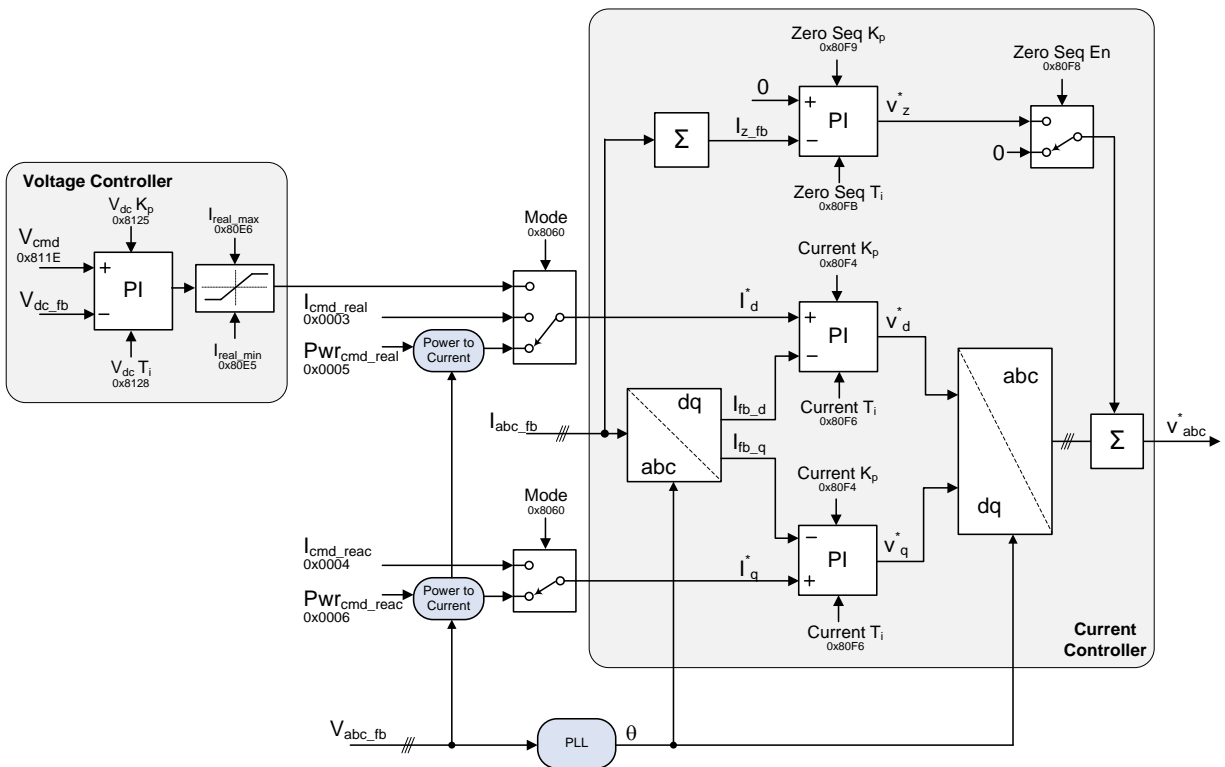 Zero Seq Kp
0x80F9
Zero Seq En
0x80F8
0
+
PI
−
v*z
Σ
Iz_fb
0
Zero Seq Ti
0x80FB
Voltage Controller
Vdc Kp
0x8125
Ireal_max
0x80E6
Vcmd
0x811E
+
PI
−
Vdc_fb
Vdc Ti
0x8128
Ireal_min
0x80E5
Mode
0x8060
Icmd_real
0x0003
Pwrcmd_real
0x0005
Power to
Current
Current Kp
0x80F4
I*d
+
PI
−
v*d
Current Ti
0x80F6
Iabc_fb
dq
abc
Ifb_d
Ifb_q
abc
dq
Σ
v*abc
Mode
0x8060
Icmd_reac
0x0004
Pwrcmd_reac
0x0006
Power to
Current
Current Kp
0x80F4
−
PI
+
I*q
v*q
Current Ti
0x80F6
Current
Controller
Vabc_fb
PLL
θ